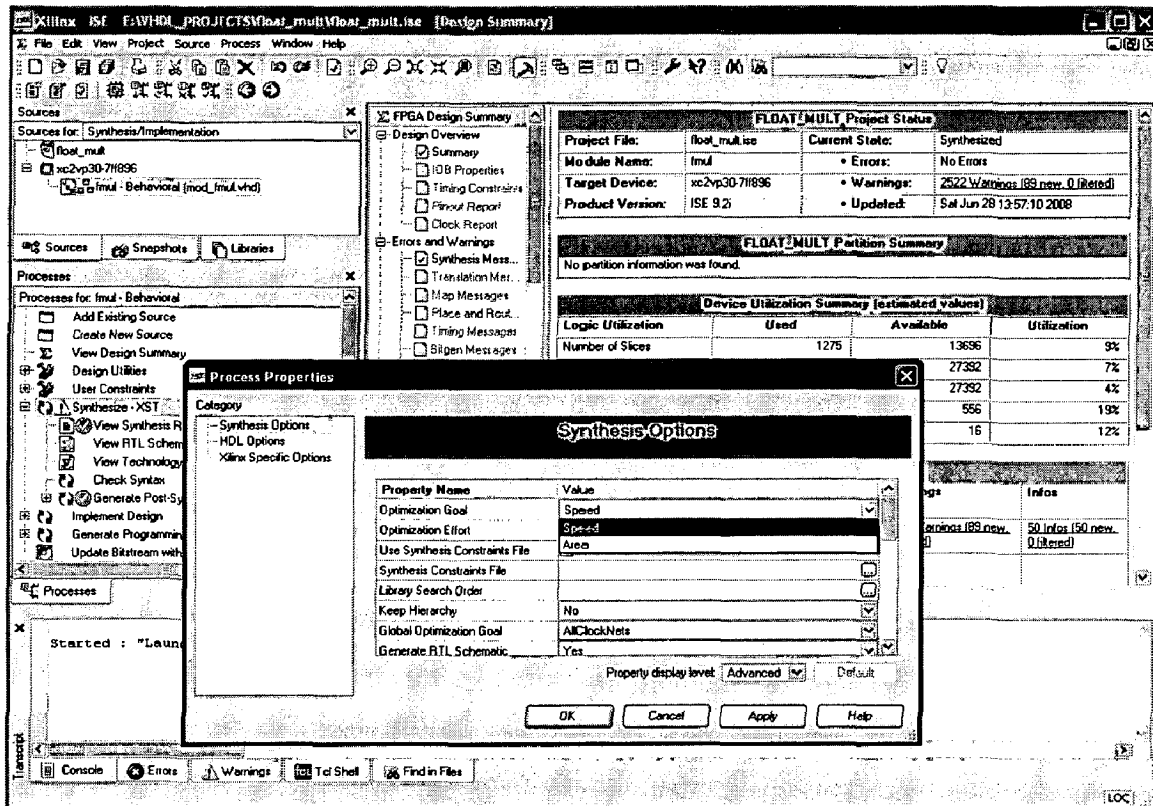 Xilinx - ISE - E:\VHDL_PROJECTS\float_mult\float_mult.ise - [Design Summary]
File Edit View Project Source Process Window Help
Sources
Sources for: Synthesis/Implementation
float_mult
xc2vp30-7ff896
fmul - Behavioral (mod_fmul.vhd)
Sources Snapshots Libraries
Processes
Processes for: fmul - Behavioral
Add Existing Source
Create New Source
View Design Summary
Design Utilities
User Constraints
Synthesize - XST
View Synthesis R
View RTL Schem
View Technology
Check Syntax
Generate Post-Sy
Implement Design
Generate Programmin
Update Bitstream with
Processes
FPGA Design Summary
Design Overview
Summary
IOB Properties
Timing Constraints
Pinout Report
Clock Report
Errors and Warnings
Synthesis Mess...
Translation Mes...
Map Messages
Place and Rout...
Timing Messages
Bitgen Messages
FLOAT_MULT Project Status
Project File: float_mult.ise Current State: Synthesized
Module Name: fmul • Errors: No Errors
Target Device: xc2vp30-7ff896 • Warnings: 2522 Warnings (89 new, 0 filtered)
Product Version: ISE 9.2i • Updated: Sat Jun 28 13:57:10 2008
FLOAT_MULT Partition Summary
No partition information was found.
Device Utilization Summary (estimated values)
Logic Utilization Used Available Utilization
Number of Slices 1275 13696 9%
27392 7%
27392 4%
556 19%
16 12%
ngs Infos
arnings (89 new, 50 Infos (50 new,
d) 0 filtered)
Process Properties
Category
Synthesis Options
HDL Options
Xilinx Specific Options
Synthesis Options
Property Name Value
Optimization Goal Speed
Optimization Effort Speed
Use Synthesis Constraints File Area
Synthesis Constraints File
Library Search Order
Keep Hierarchy No
Global Optimization Goal AllClockNets
Generate RTL Schematic Yes
Property display level: Advanced Default
OK Cancel Apply Help
Started : "Laun
Transcript
Console Errors Warnings Tcl Shell Find in Files
LOC